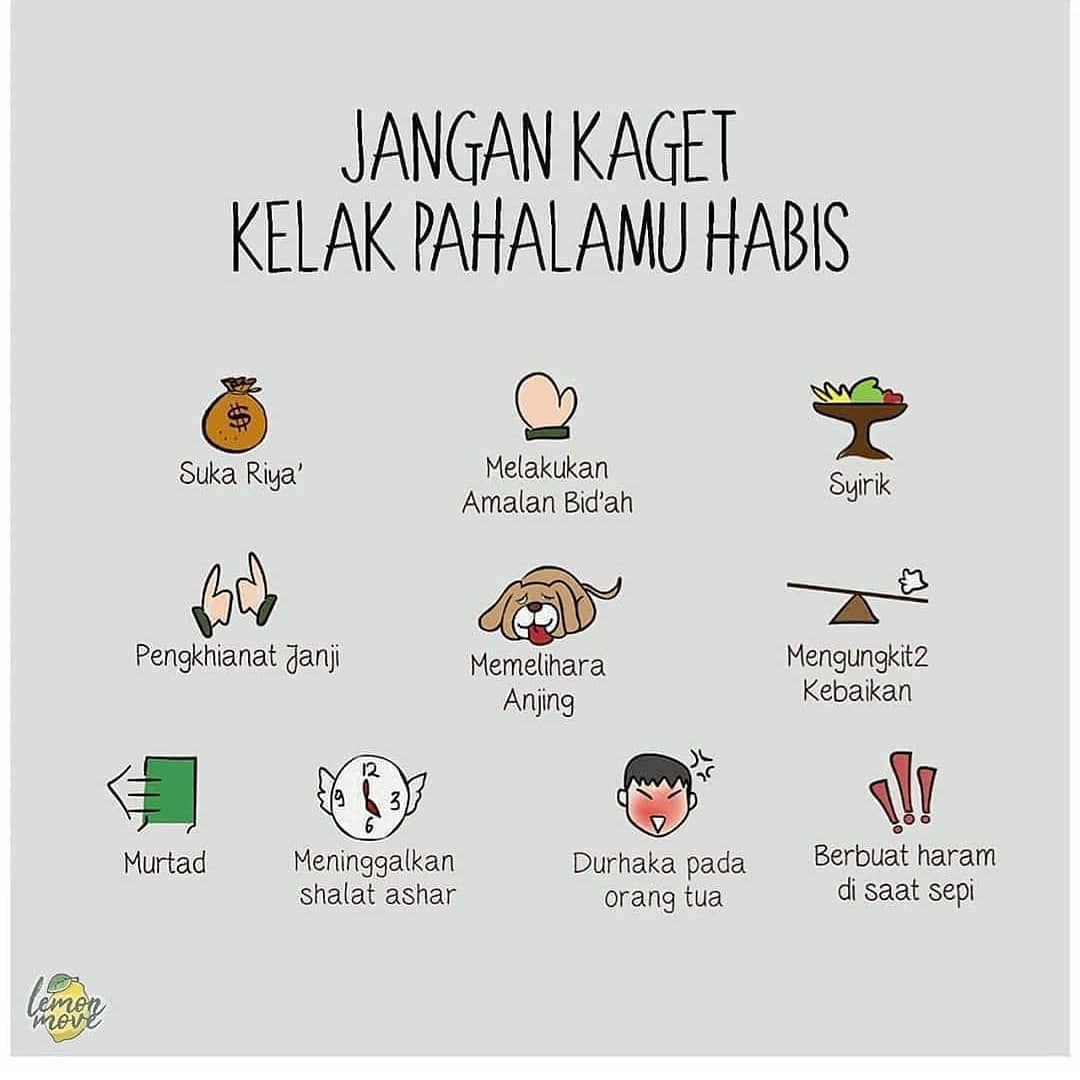 JANGAN KAGET
KELAK PAHALAMU HABIS
$
Suka Riya'
Melakukan
Amalan Bid'ah
Syirik
Pengkhianat Janji
Memelihara
Anjing
Mengungkit2
Kebaikan
Murtad
12
9 3
6
Meninggalkan
shalat ashar
Durhaka pada
orang tua
!!!
Berbuat haram
di saat sepi
lemon
move